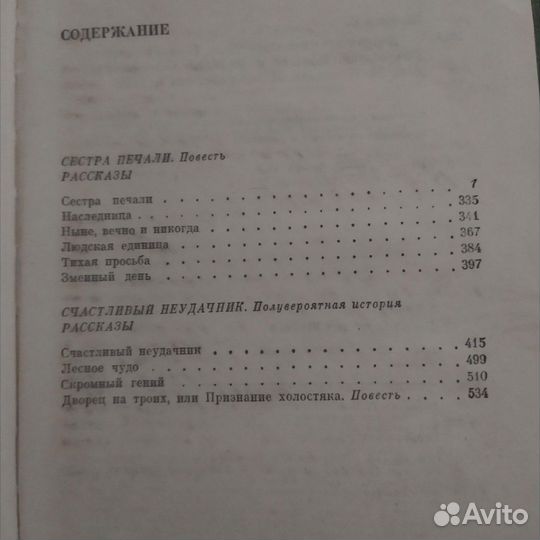 СОДЕРЖАНИЕ
СЕСТРА ПЕЧАЛИ. Повесть
РАССКАЗЫ
Сестра печали . . . . . . . . . . . . . 7
Наследница . . . . . . . . . . . . . . 335
Ныне, вечно и никогда . . . . . . . . . . 341
Людская единица . . . . . . . . . . . . 367
Тихая просьба . . . . . . . . . . . . . 384
Змеиный день . . . . . . . . . . . . . 397
СЧАСТЛИВЫЙ НЕУДАЧНИК. Полувероятная история
РАССКАЗЫ
Счастливый неудачник . . . . . . . . . . 415
Лесное чудо . . . . . . . . . . . . . . 499
Скромный гений . . . . . . . . . . . . 510
Дворец на троих, или Признание холостяка. Повесть . . . . 534
Avito